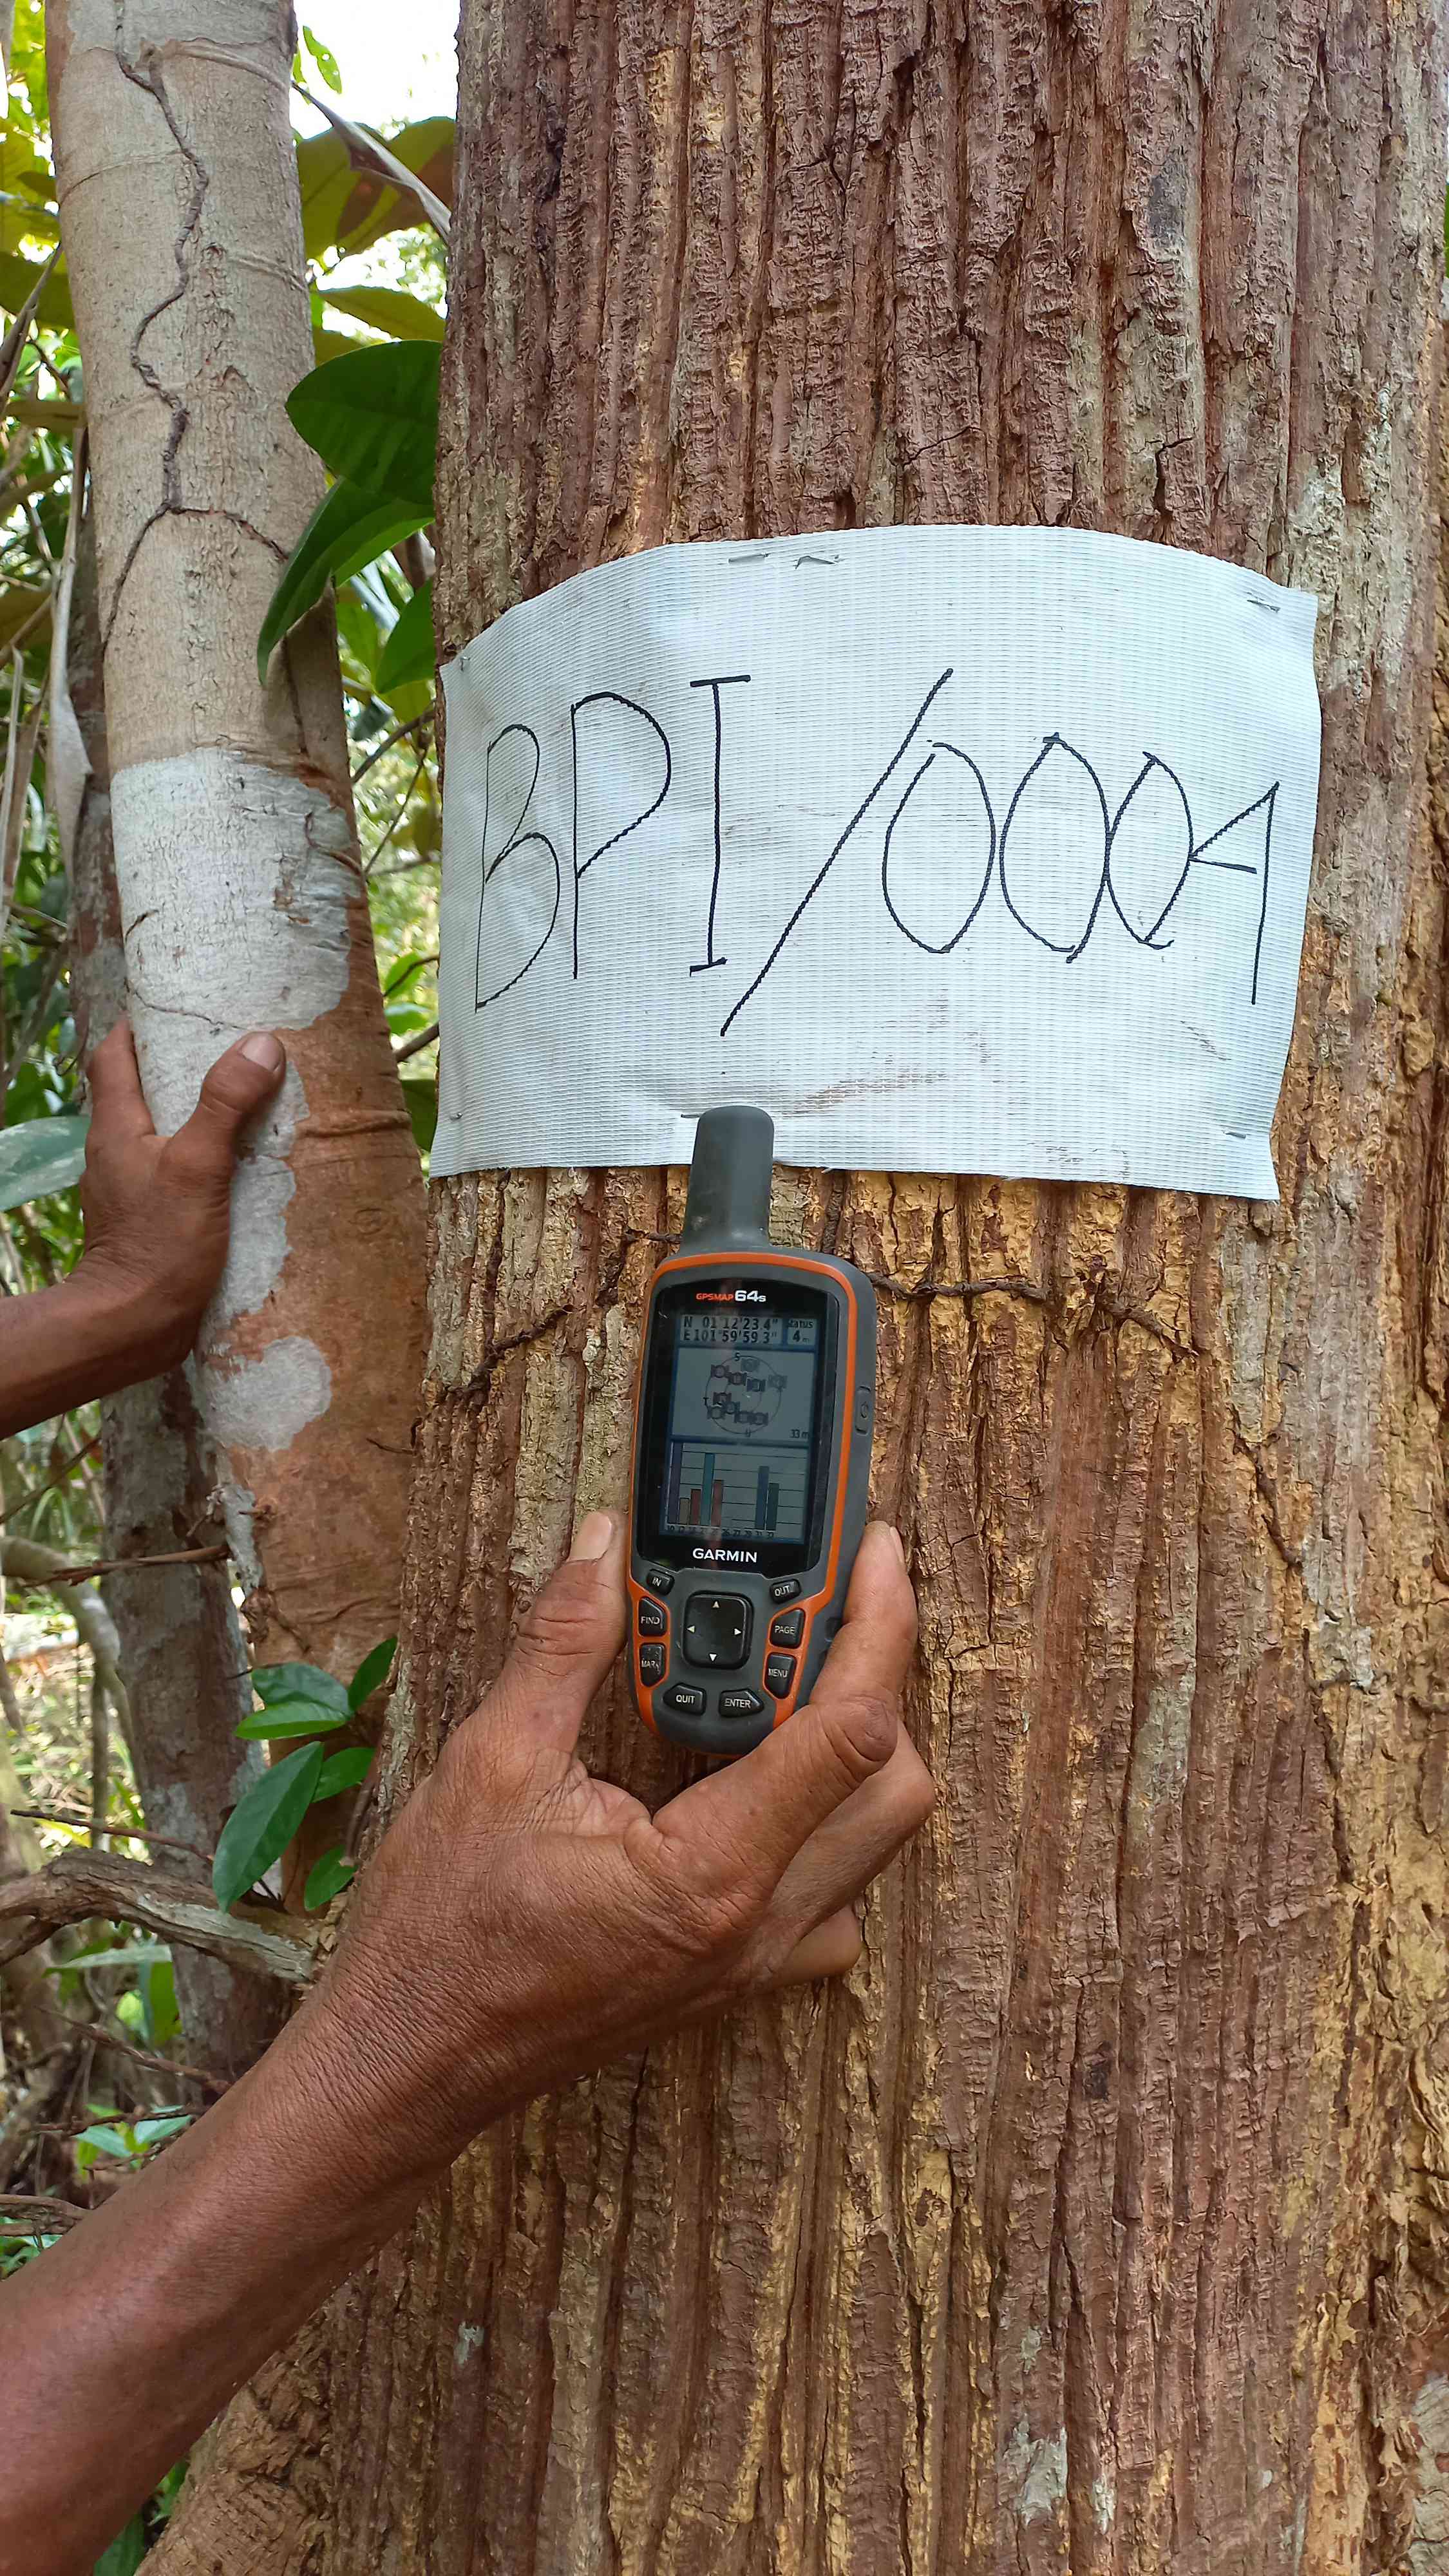 BPI/0004
GPSMAP 64s
N 01°12'23.4" Status
E101°59'59.3" 4m
S
T
U
33 m
GARMIN
IN OUT
FIND PAGE
MARK MENU
QUIT ENTER